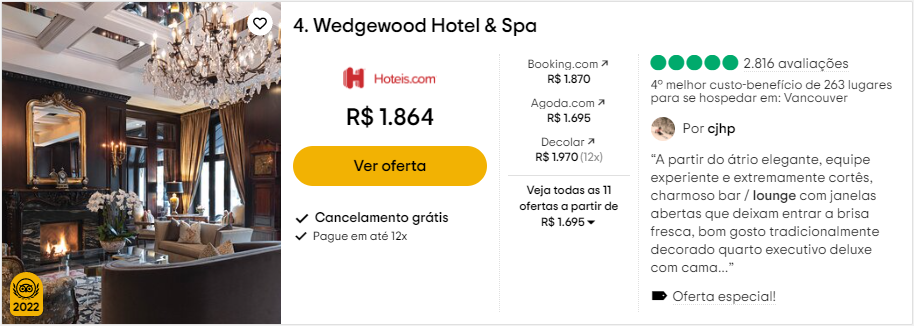 4. Wedgewood Hotel & Spa
2022
Hoteis.com
R$ 1.864
Ver oferta
Cancelamento grátis
Pague em até 12x
Booking.com
R$ 1.870
Agoda.com
R$ 1.695
Decolar
R$ 1.970 (12x)
Veja todas as 11
ofertas a partir de
R$ 1.695
2.816 avaliações
4º melhor custo-benefício de 263 lugares
para se hospedar em: Vancouver
Por cjhp
“A partir do átrio elegante, equipe
experiente e extremamente cortês,
charmoso bar / lounge com janelas
abertas que deixam entrar a brisa
fresca, bom gosto tradicionalmente
decorado quarto executivo deluxe
com cama...”
Oferta especial!